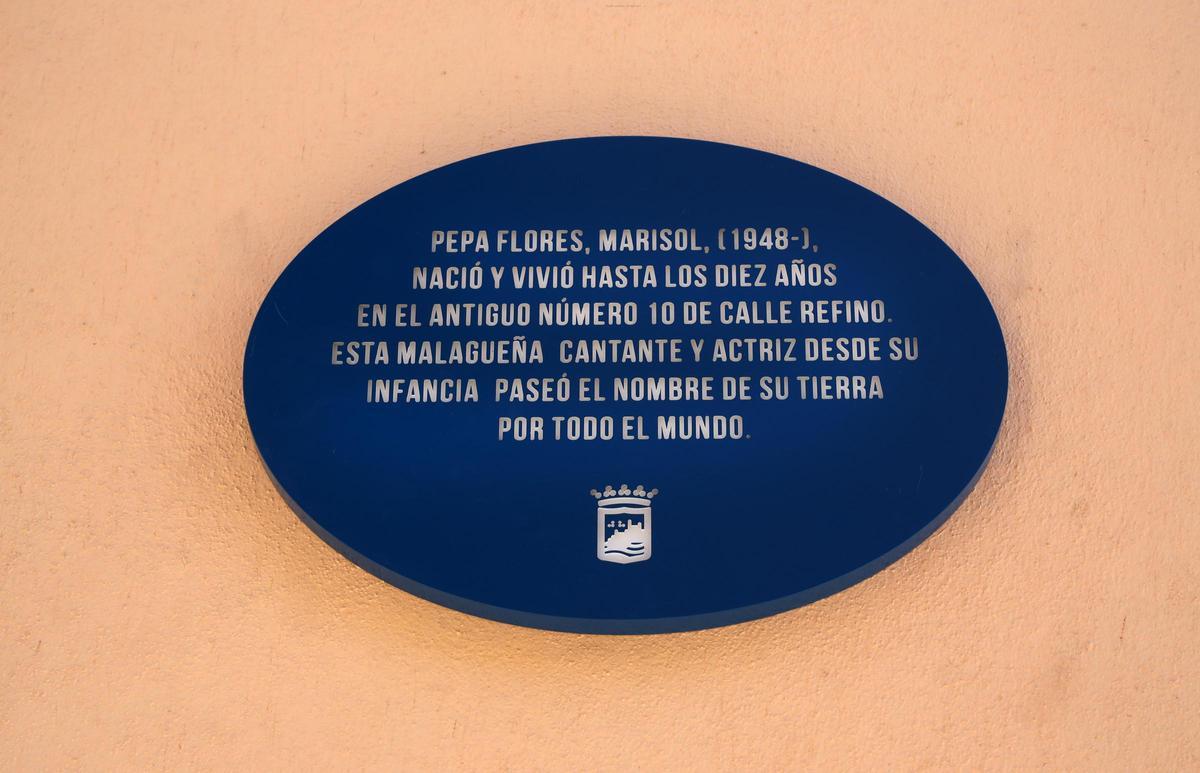 PEPA FLORES, MARISOL, (1948-),
NACIÓ Y VIVIÓ HASTA LOS DIEZ AÑOS
EN EL ANTIGUO NÚMERO 10 DE CALLE REFINO.
ESTA MALAGUEÑA  CANTANTE Y ACTRIZ DESDE SU
INFANCIA  PASEÓ EL NOMBRE DE SU TIERRA
POR TODO EL MUNDO.